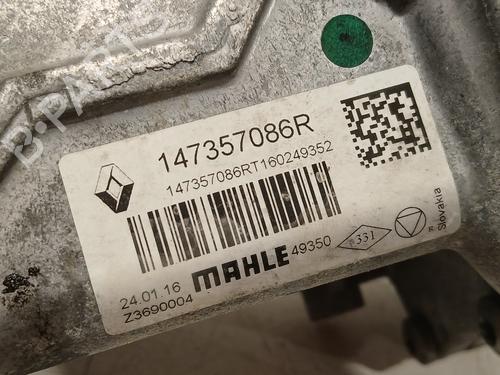 B-PARTS
147357086R
147357086RT160249352
24.01.16
MAHLE
49350
331
Z3690004
R
Slovakia